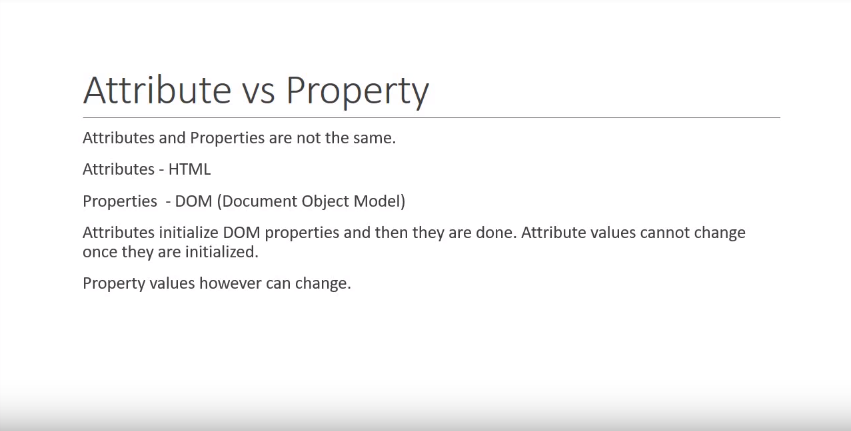 Attribute vs Property
Attributes and Properties are not the same.
Attributes - HTML
Properties  - DOM (Document Object Model)
Attributes initialize DOM properties and then they are done. Attribute values cannot change
once they are initialized.
Property values however can change.